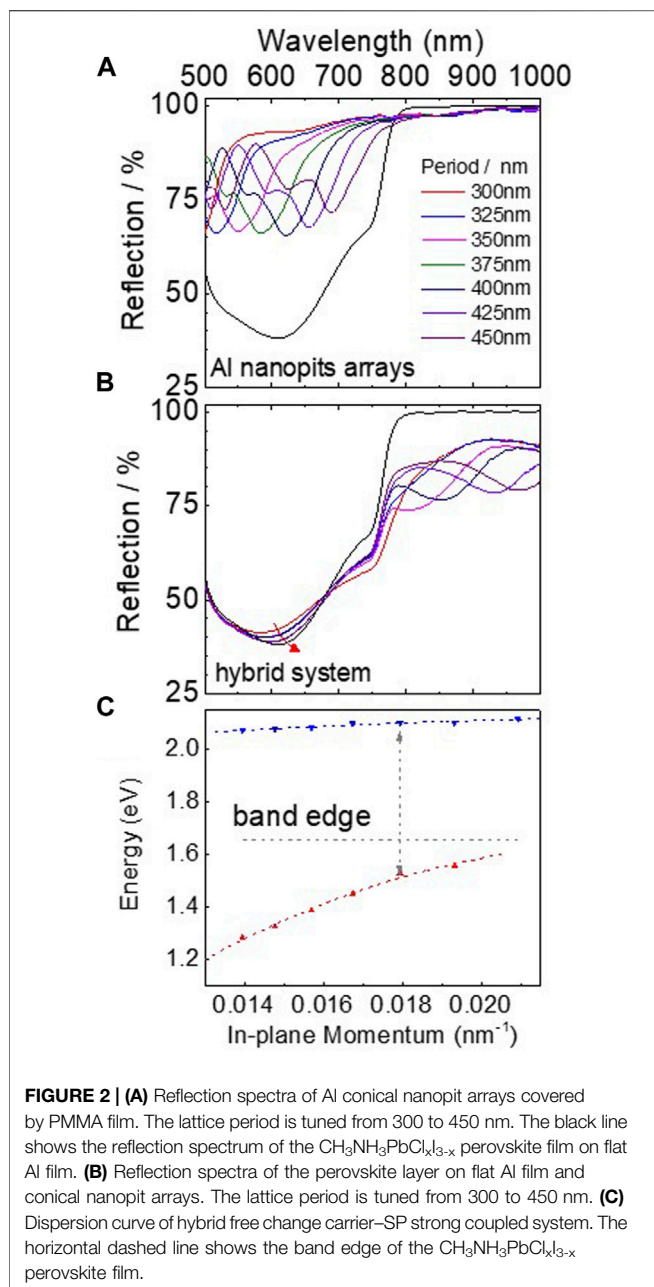 Wavelength (nm)
A
500 600 700 800 900 1000
100
75
50
25
Reflection / %
Period / nm
300nm
325nm
350nm
375nm
400nm
425nm
450nm
Al nanopits arrays
B
100
75
50
25
Reflection / %
hybrid system
C
2.0
1.8
1.6
1.4
1.2
Energy (eV)
band edge
0.014 0.016 0.018 0.020
In-plane Momentum (nm⁻¹)
FIGURE 2 | (A) Reflection spectra of Al conical nanopit arrays covered
by PMMA film. The lattice period is tuned from 300 to 450 nm. The black line
shows the reflection spectrum of the CH₃NH₃PbClₓI₃₋ₓ perovskite film on flat
Al film. (B) Reflection spectra of the perovskite layer on flat Al film and
conical nanopit arrays. The lattice period is tuned from 300 to 450 nm. (C)
Dispersion curve of hybrid free change carrier–SP strong coupled system. The
horizontal dashed line shows the band edge of the CH₃NH₃PbClₓI₃₋ₓ
perovskite film.